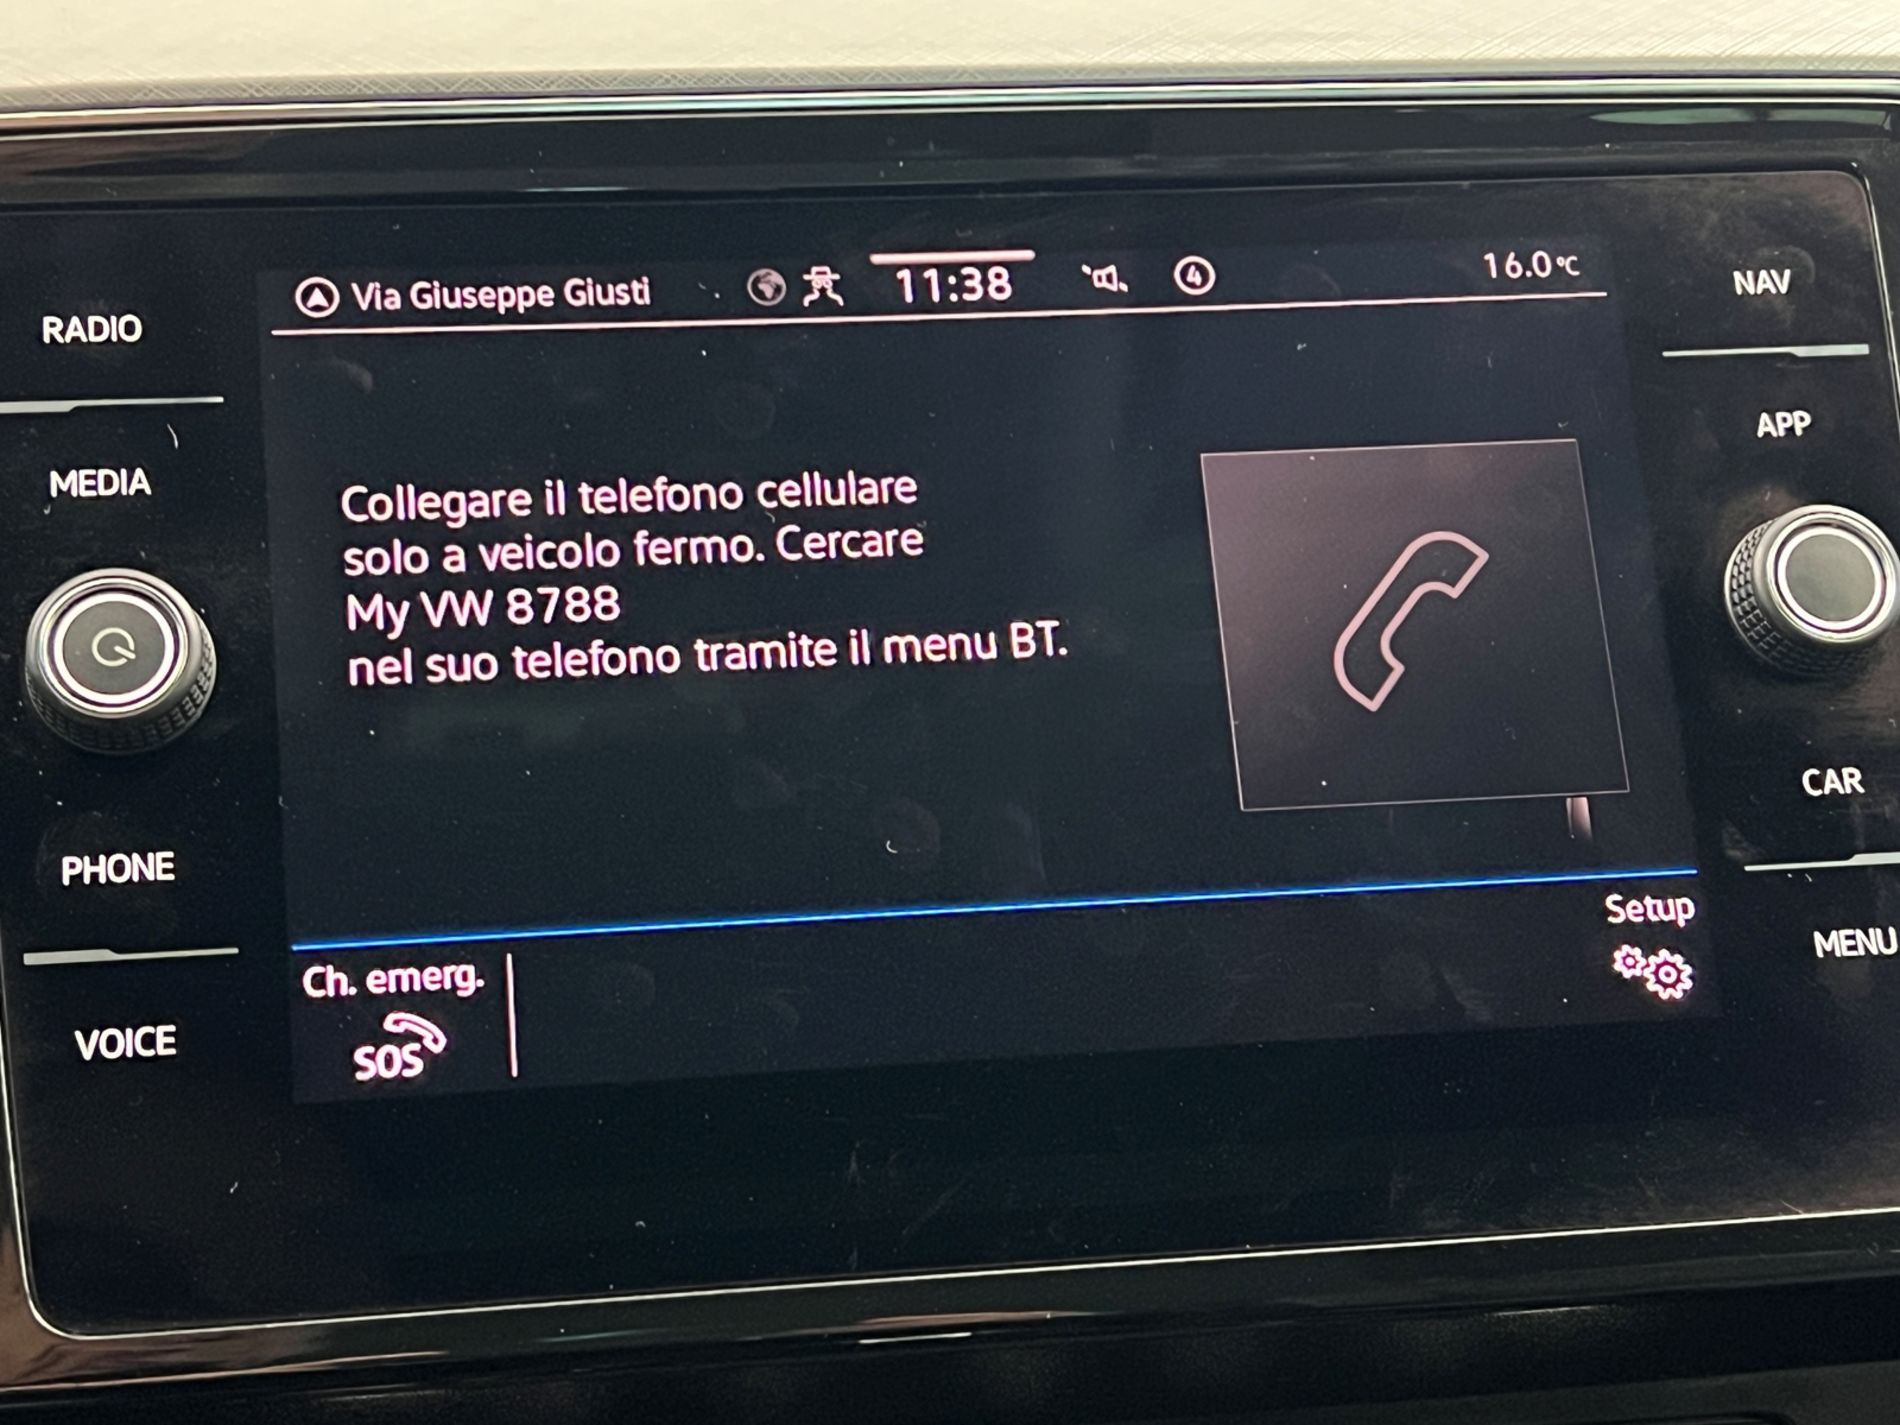 Via Giuseppe Giusti
11:38
4
16.0°C
RADIO
MEDIA
PHONE
VOICE
Collegare il telefono cellulare
solo a veicolo fermo. Cercare
My VW 8788
nel suo telefono tramite il menu BT.
Ch. emerg.
SOS
Setup
NAV
APP
CAR
MENU